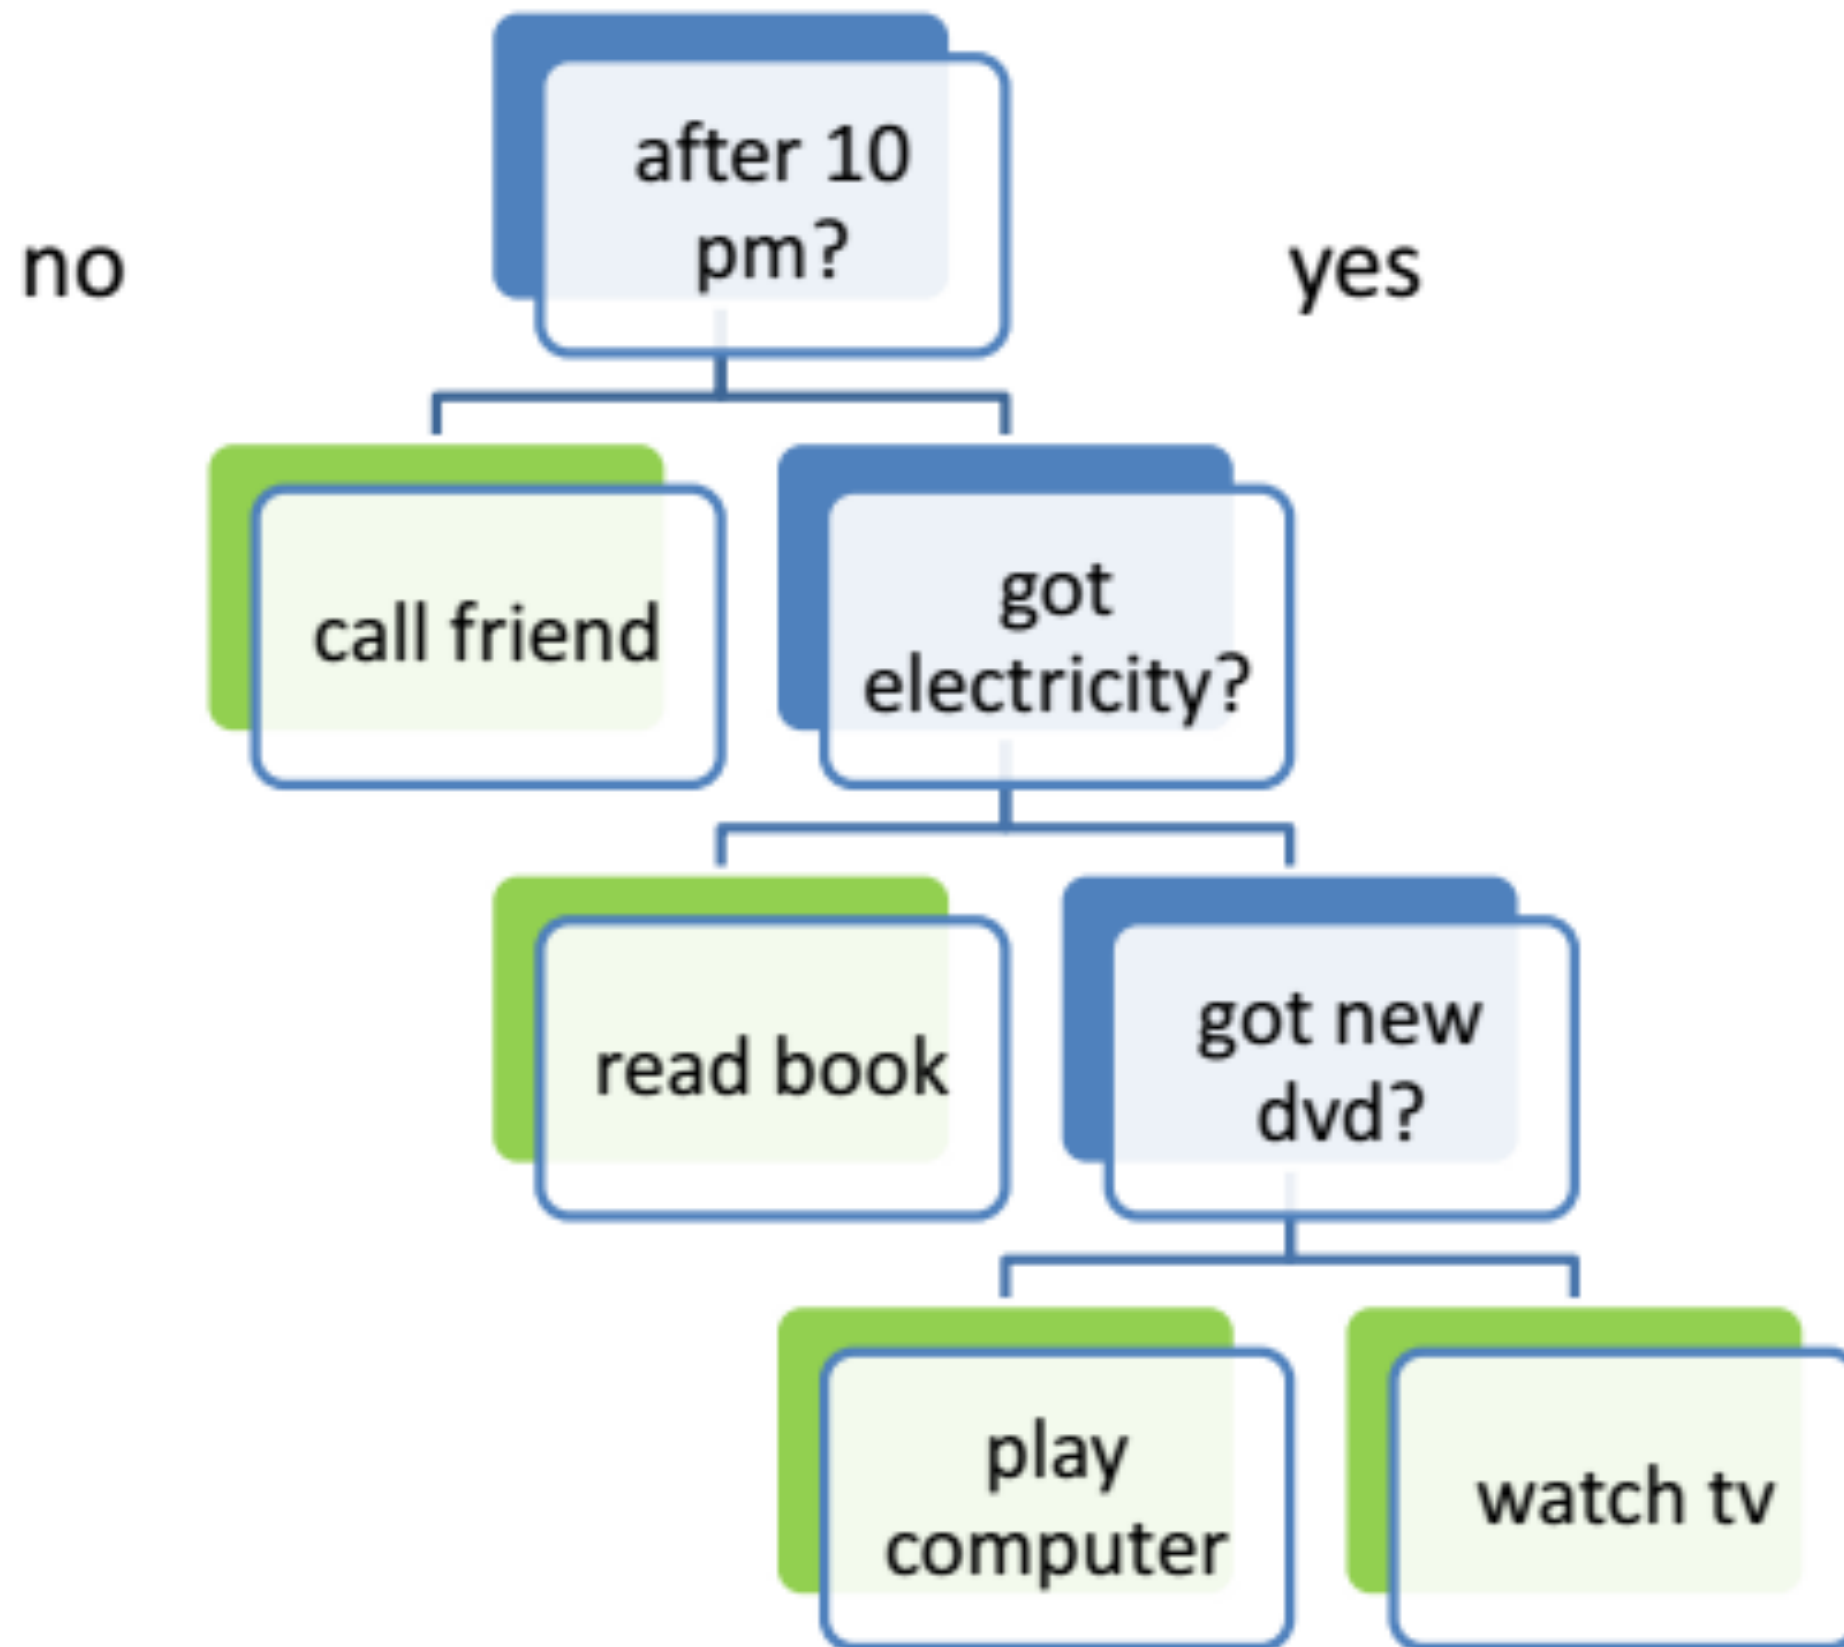 after 10
pm?
no
yes
call friend
got
electricity?
read book
got new
dvd?
play
computer
watch tv